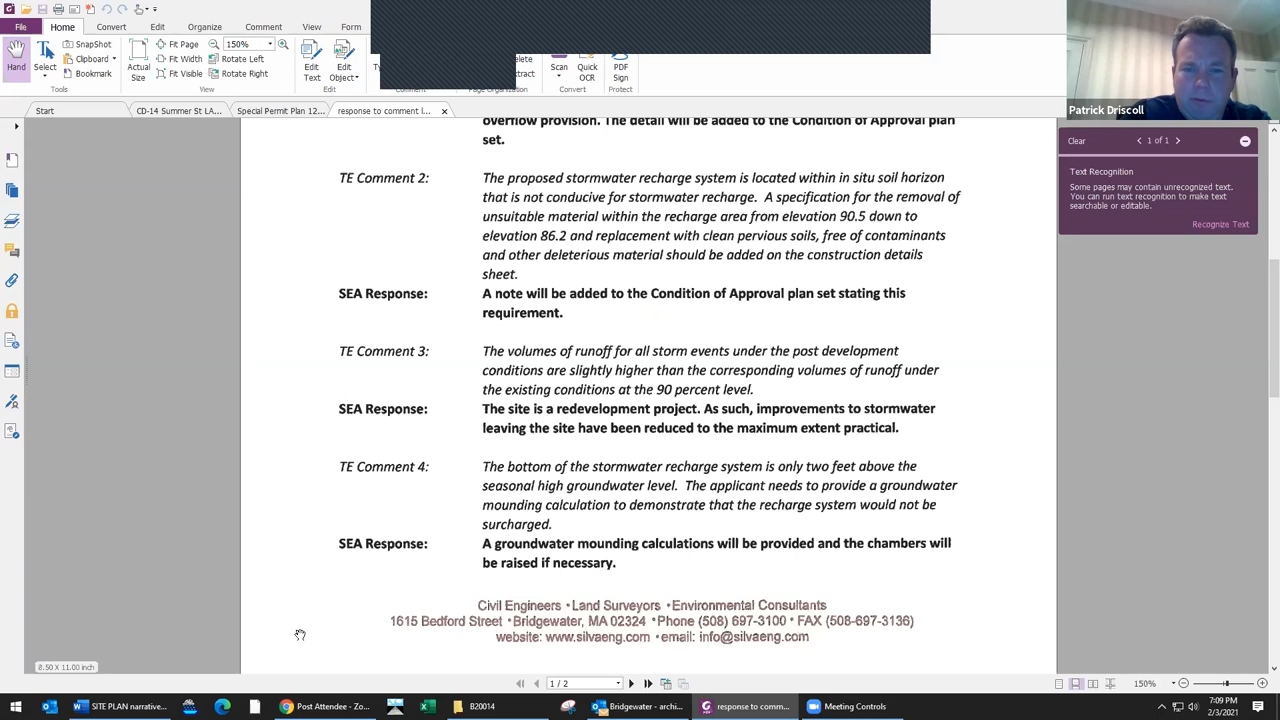 File Home Comment View Form
Hand
Select
SnapShot
Clipboard
Bookmark
Tools
Actual Size
Fit Page
Fit Width
Fit Visible
150%
Rotate Left
Rotate Right
View
Edit Text
Edit Object
Edit
Scan
Quick OCR
Convert
PDF Sign
Protect
Patrick Driscoll
Start CD-14 Summer St LA... Special Permit Plan 12... response to comment l...
overflow provision. The detail will be added to the Condition of Approval plan
set.
TE Comment 2: The proposed stormwater recharge system is located within in situ soil horizon
that is not conducive for stormwater recharge. A specification for the removal of
unsuitable material within the recharge area from elevation 90.5 down to
elevation 86.2 and replacement with clean pervious soils, free of contaminants
and other deleterious material should be added on the construction details
sheet.
SEA Response: A note will be added to the Condition of Approval plan set stating this
requirement.
TE Comment 3: The volumes of runoff for all storm events under the post development
conditions are slightly higher than the corresponding volumes of runoff under
the existing conditions at the 90 percent level.
SEA Response: The site is a redevelopment project. As such, improvements to stormwater
leaving the site have been reduced to the maximum extent practical.
TE Comment 4: The bottom of the stormwater recharge system is only two feet above the
seasonal high groundwater level. The applicant needs to provide a groundwater
mounding calculation to demonstrate that the recharge system would not be
surcharged.
SEA Response: A groundwater mounding calculations will be provided and the chambers will
be raised if necessary.
Civil Engineers • Land Surveyors • Environmental Consultants
1615 Bedford Street • Bridgewater, MA 02324 • Phone (508) 697-3100 • FAX (508-697-3136)
website: www.silvaeng.com • email: info@silvaeng.com
Clear 1 of 1
Text Recognition
Some pages may contain unrecognized text.
You can run text recognition to make text
searchable or editable.
Recognize Text
8.50 X 11.00 inch
1 / 2
150%
SITE PLAN narrative... Post Attendee - Zo... B20014 Bridgewater - archi... response to comm... Meeting Controls
7:09 PM
2/3/2021